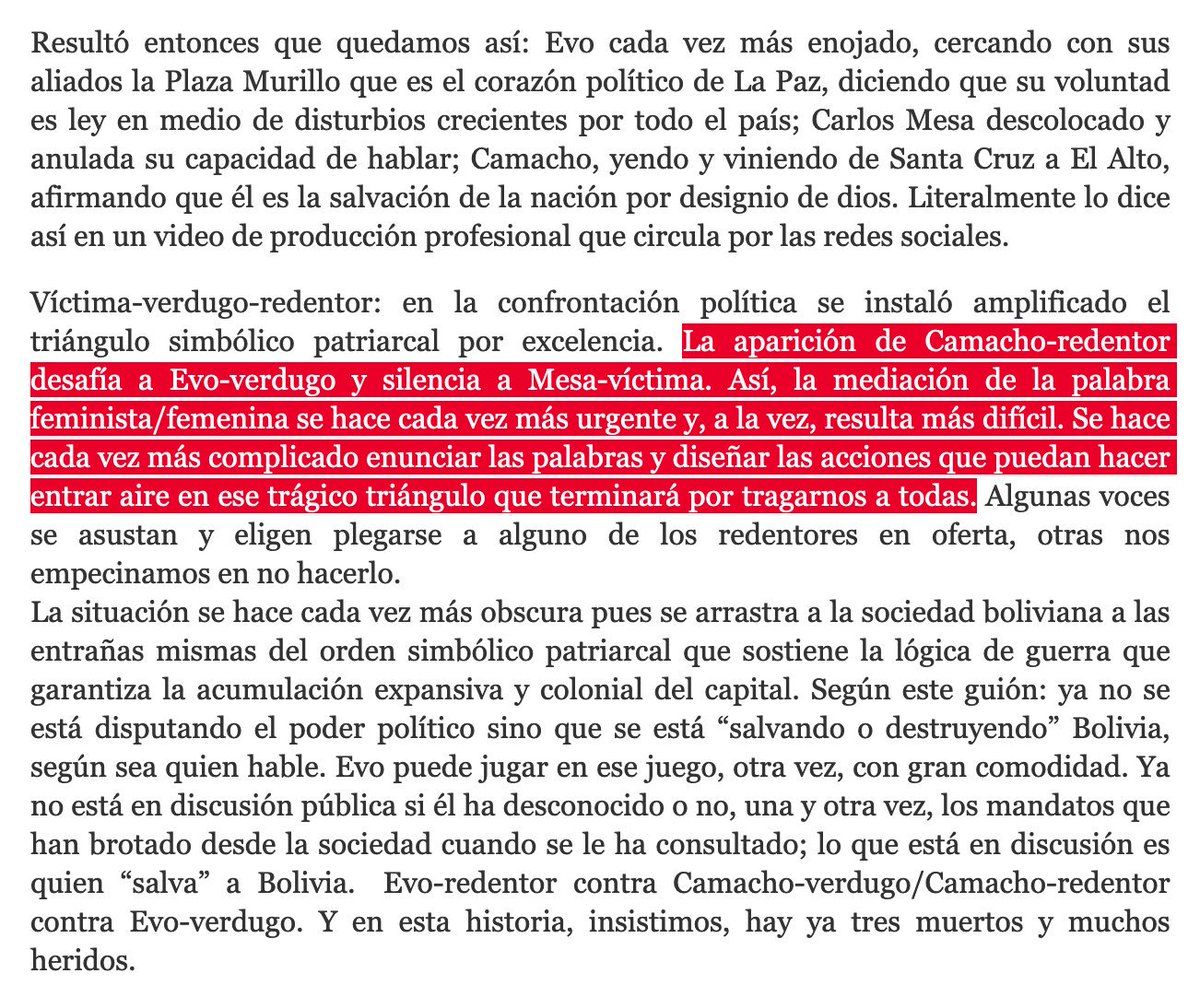 Resultó entonces que quedamos así: Evo cada vez más enojado, cercando con sus
aliados la Plaza Murillo que es el corazón político de La Paz, diciendo que su voluntad
es ley en medio de disturbios crecientes por todo el país; Carlos Mesa descolocado y
anulada su capacidad de hablar; Camacho, yendo y viniendo de Santa Cruz a El Alto,
afirmando que él es la salvación de la nación por designio de dios. Literalmente lo dice
así en un video de producción profesional que circula por las redes sociales.
Víctima-verdugo-redentor: en la confrontación política se instaló amplificado el
triángulo simbólico patriarcal por excelencia. La aparición de Camacho-redentor
desafía a Evo-verdugo y silencia a Mesa-víctima. Así, la mediación de la palabra
feminista/femenina se hace cada vez más urgente y, a la vez, resulta más difícil. Se hace
cada vez más complicado enunciar las palabras y diseñar las acciones que puedan hacer
entrar aire en ese trágico triángulo que terminará por tragarnos a todas. Algunas voces
se asustan y eligen plegarse a alguno de los redentores en oferta, otras nos
empecinamos en no hacerlo.
La situación se hace cada vez más obscura pues se arrastra a la sociedad boliviana a las
entrañas mismas del orden simbólico patriarcal que sostiene la lógica de guerra que
garantiza la acumulación expansiva y colonial del capital. Según este guión: ya no se
está disputando el poder político sino que se está “salvando o destruyendo” Bolivia,
según sea quien hable. Evo puede jugar en ese juego, otra vez, con gran comodidad. Ya
no está en discusión pública si él ha desconocido o no, una y otra vez, los mandatos que
han brotado desde la sociedad cuando se le ha consultado; lo que está en discusión es
quien “salva” a Bolivia. Evo-redentor contra Camacho-verdugo/Camacho-redentor
contra Evo-verdugo. Y en esta historia, insistimos, hay ya tres muertos y muchos
heridos.